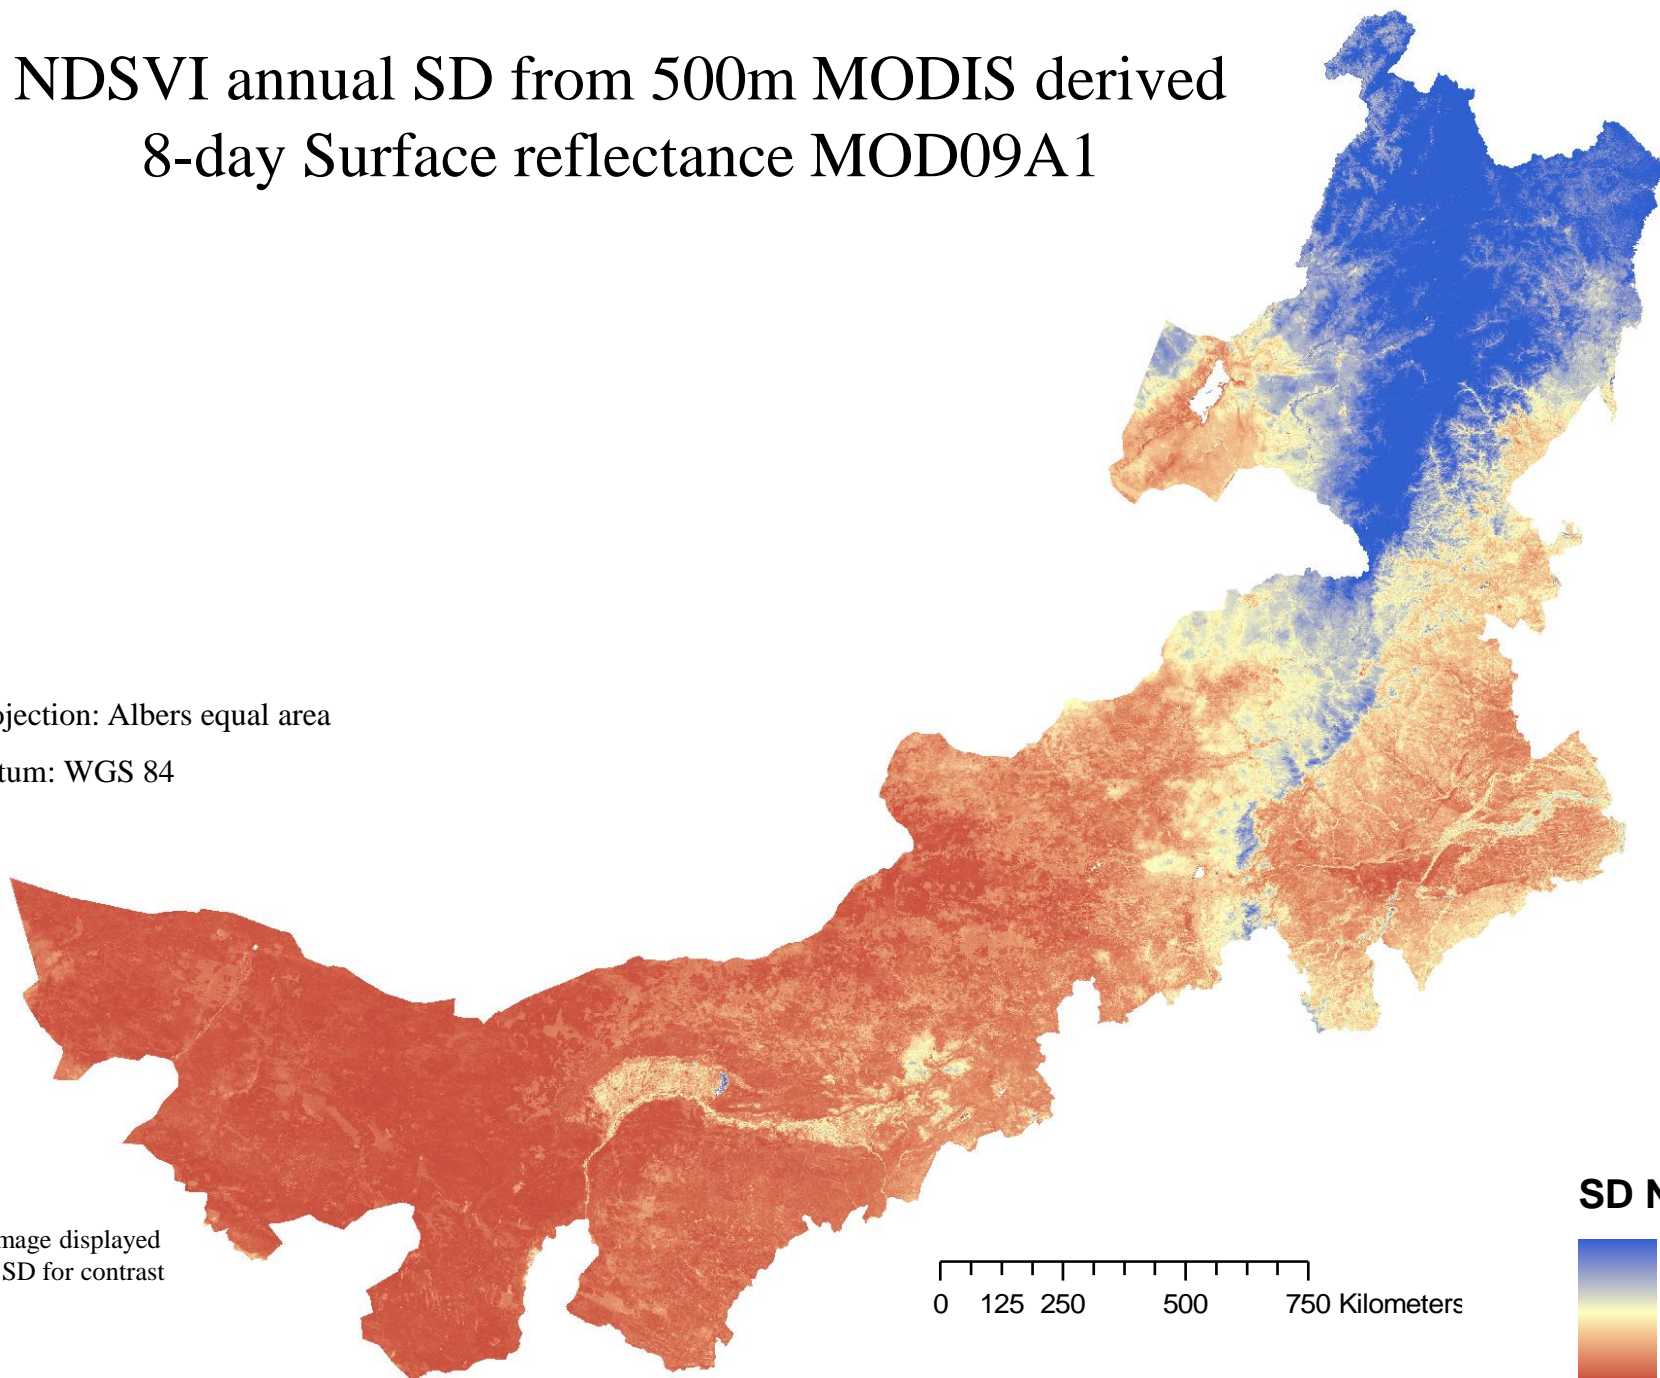 NDSVI annual SD from 500m MODIS derived
8-day Surface reflectance MOD09A1
ojection: Albers equal area
tum: WGS 84
mage displayed
SD for contrast
0 125 250 500 750 Kilometers
SD N